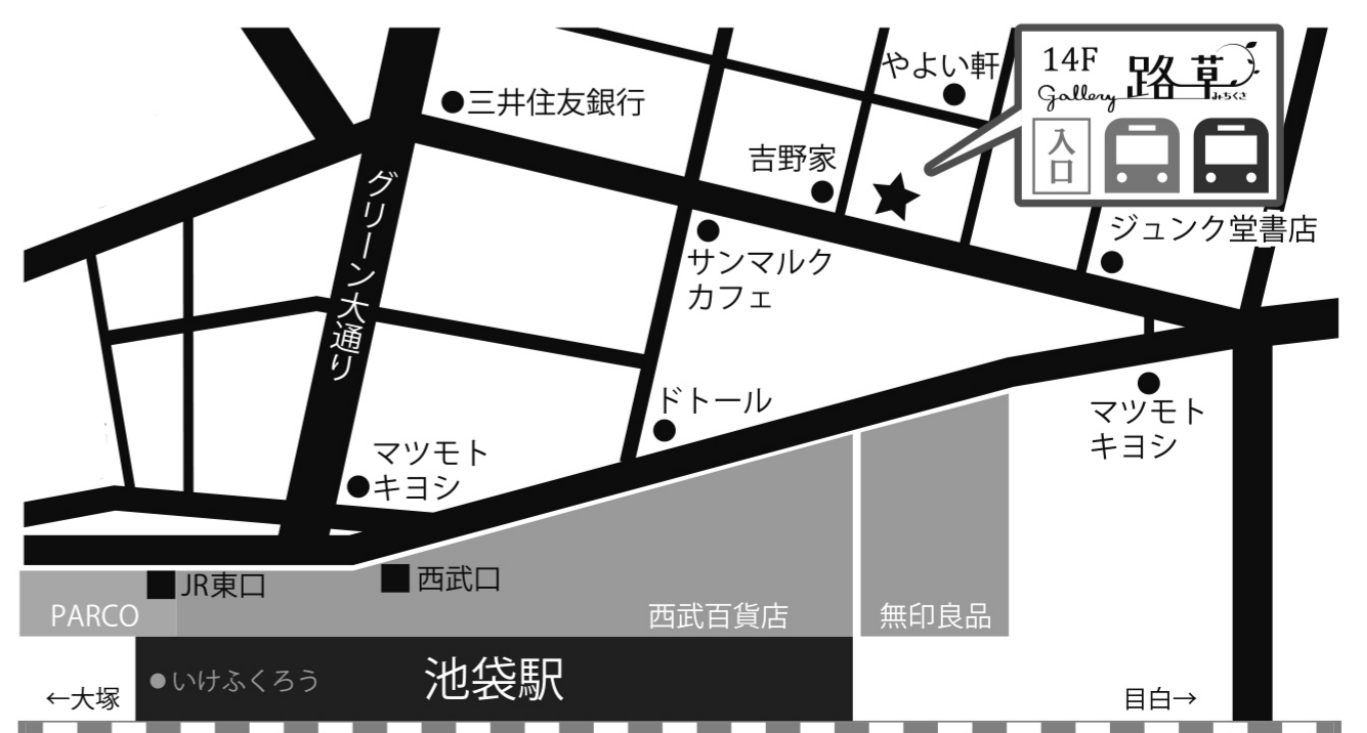 やよい軒
14F
路草
Gallery
みちくさ
入口
●三井住友銀行
吉野家
グリーン大通り
ジュンク堂書店
サンマルク
カフェ
ドトール
マツモト
キヨシ
マツモト
キヨシ
JR東口
西武口
PARCO
西武百貨店
無印良品
●いけふくろう
池袋駅
←大塚
目白→